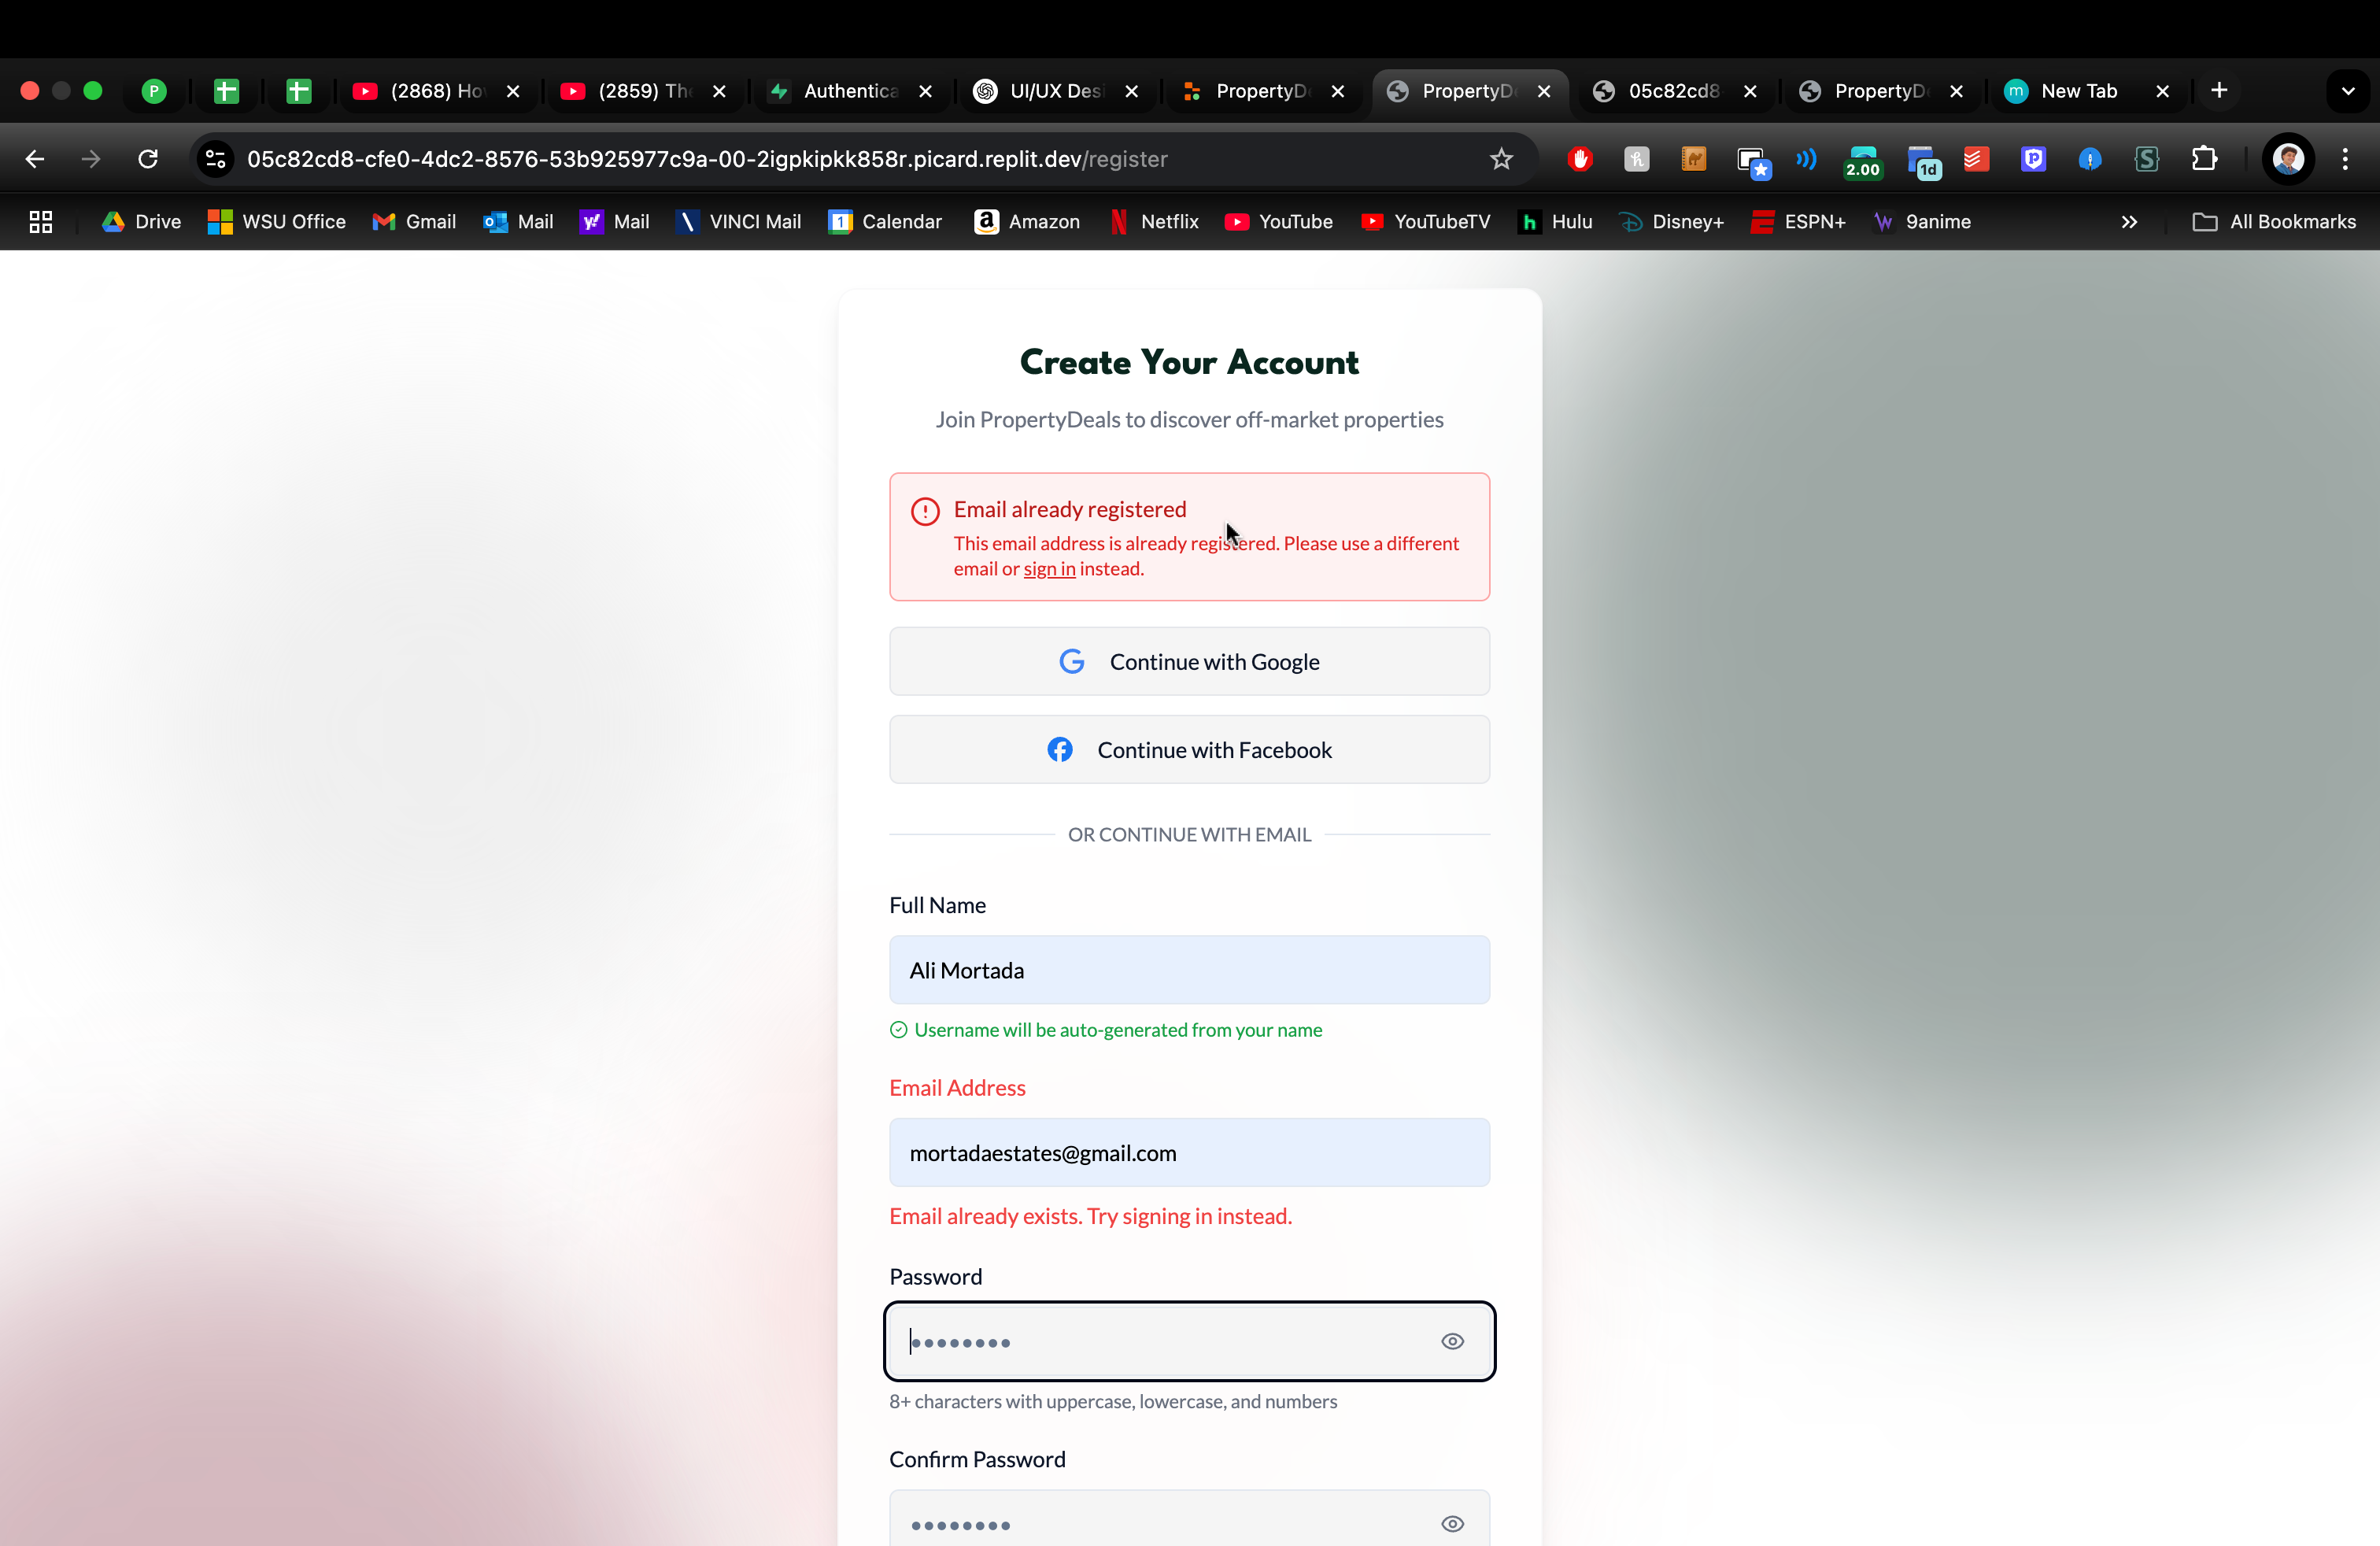 P
(2868) Ho
(2859) Th
Authentica
UI/UX Des
PropertyD
PropertyD
05c82cd8
PropertyD
m New Tab
05c82cd8-cfe0-4dc2-8576-53b925977c9a-00-2igpkipkk858r.picard.replit.dev/register
2.00
1d
Drive
WSU Office
Gmail
Mail
Mail
VINCI Mail
Calendar
Amazon
Netflix
YouTube
YouTubeTV
Hulu
Disney+
ESPN+
9anime
All Bookmarks
Create Your Account
Join PropertyDeals to discover off-market properties
Email already registered
This email address is already registered. Please use a different
email or sign in instead.
Continue with Google
Continue with Facebook
OR CONTINUE WITH EMAIL
Full Name
Ali Mortada
Username will be auto-generated from your name
Email Address
mortadaestates@gmail.com
Email already exists. Try signing in instead.
Password
••••••••
8+ characters with uppercase, lowercase, and numbers
Confirm Password
••••••••